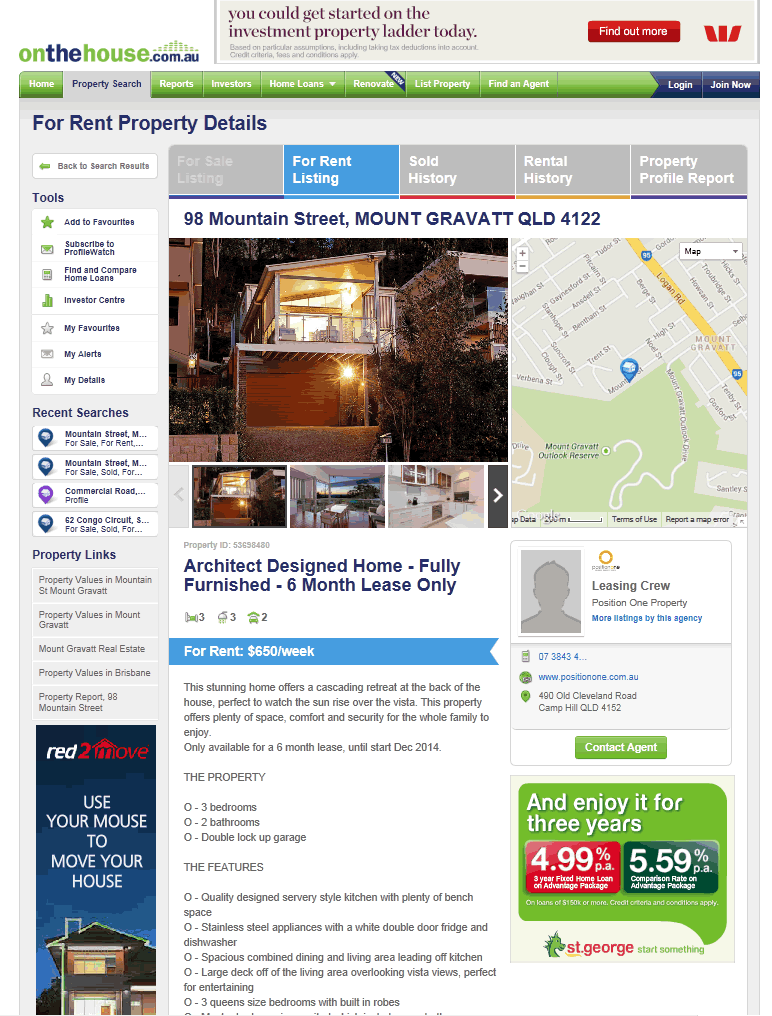 you could get started on the
investment property ladder today.
Based on particular assumptions, including taking tax deductions into account.
Credit criteria, fees and conditions apply.
Find out more
onthehouse.com.au
Home
Property Search
Reports
Investors
Home Loans
Renovate
NEW
List Property
Find an Agent
Login
Join Now
For Rent Property Details
Back to Search Results
For Sale
Listing
For Rent
Listing
Sold
History
Rental
History
Property
Profile Report
Tools
Add to Favourites
Subscribe to
ProfileWatch
Find and Compare
Home Loans
Investor Centre
My Favourites
My Alerts
My Details
Recent Searches
Mountain Street, M...
For Sale, For Rent,...
Mountain Street, M...
For Sale, Sold, For...
Commercial Road,...
Profile
62 Congo Circuit, S...
For Sale, Sold, For...
Property Links
Property Values in Mountain
St Mount Gravatt
Property Values in Mount
Gravatt
Mount Gravatt Real Estate
Property Values in Brisbane
Property Report, 98
Mountain Street
red2move
USE
YOUR MOUSE
TO
MOVE YOUR
HOUSE
98 Mountain Street, MOUNT GRAVATT QLD 4122
Map
95
Logan Rd
Tudor St
Pitcairn St
Gaynesford St
Ansdell St
Bentham St
Stanhope St
Berge St
Howsan St
Troubridge St
Hicks St
High St
Noel St
Trent St
Suncroft St
Clough St
Verbena St
MOUNT
GRAVATT
95
Tenby St
Gosford St
Mount Gravatt Outlook Drive
Mount Gravatt
Outlook Reserve
Drive
Santley S
ap Data
200 m
Terms of Use
Report a map error
Property ID: 53698480
Architect Designed Home - Fully
Furnished - 6 Month Lease Only
3
3
2
For Rent: $650/week
This stunning home offers a cascading retreat at the back of the
house, perfect to watch the sun rise over the vista. This property
offers plenty of space, comfort and security for the whole family to
enjoy.
Only available for a 6 month lease, until start Dec 2014.
THE PROPERTY
O - 3 bedrooms
O - 2 bathrooms
O - Double lock up garage
THE FEATURES
O - Quality designed servery style kitchen with plenty of bench
space
O - Stainless steel appliances with a white double door fridge and
dishwasher
O - Spacious combined dining and living area leading off kitchen
O - Large deck off of the living area overlooking vista views, perfect
for entertaining
O - 3 queens size bedrooms with built in robes
positionone
Leasing Crew
Position One Property
More listings by this agency
07 3843 4...
www.positionone.com.au
490 Old Cleveland Road
Camp Hill QLD 4152
Contact Agent
And enjoy it for
three years
4.99% p.a.
3 year Fixed Home Loan
on Advantage Package
5.59% p.a.
Comparison Rate on
Advantage Package
On loans of $150k or more. Credit criteria and conditions apply.
st.george start something